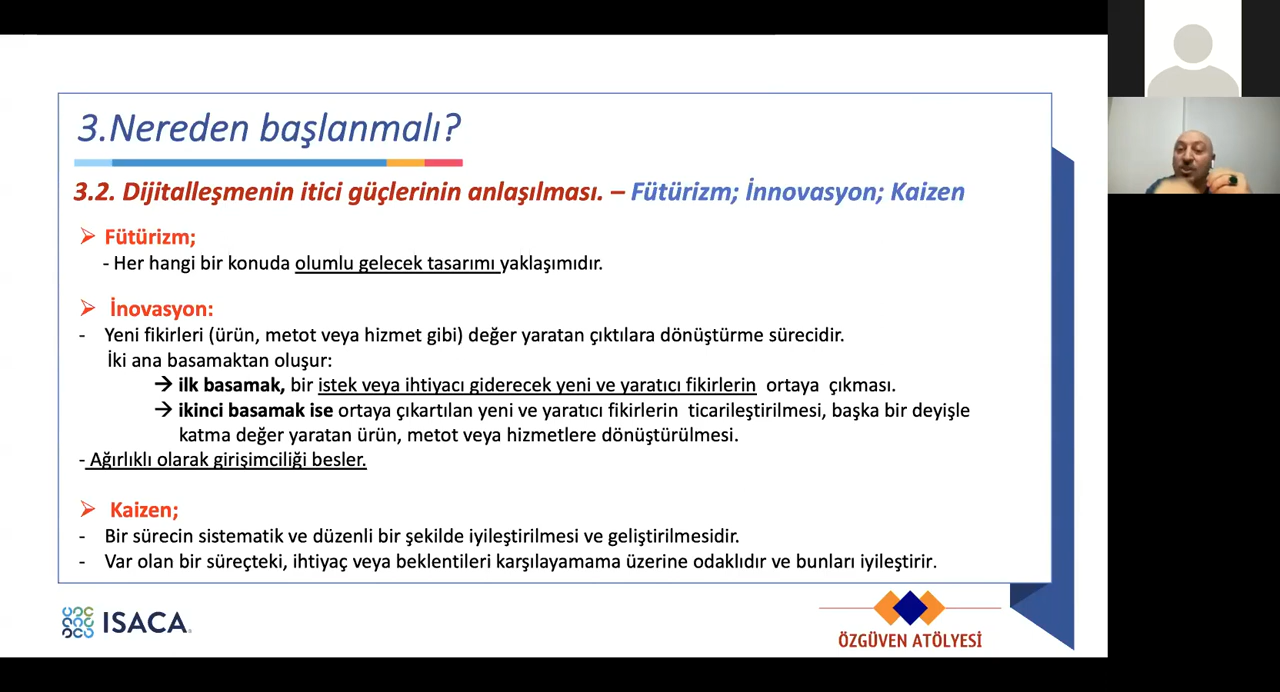 3.Nereden başlanmalı?
3.2. Dijitalleşmenin itici güçlerinin anlaşılması. – Fütürizm; İnnovasyon; Kaizen
Fütürizm;
- Her hangi bir konuda olumlu gelecek tasarımı yaklaşımıdır.
İnovasyon:
- Yeni fikirleri (ürün, metot veya hizmet gibi) değer yaratan çıktılara dönüştürme sürecidir.
İki ana basamaktan oluşur:
→ ilk basamak, bir istek veya ihtiyacı giderecek yeni ve yaratıcı fikirlerin ortaya çıkması.
→ ikinci basamak ise ortaya çıkartılan yeni ve yaratıcı fikirlerin ticarileştirilmesi, başka bir deyişle
katma değer yaratan ürün, metot veya hizmetlere dönüştürülmesi.
- Ağırlıklı olarak girişimciliği besler.
Kaizen;
- Bir sürecin sistematik ve düzenli bir şekilde iyileştirilmesi ve geliştirilmesidir.
- Var olan bir süreçteki, ihtiyaç veya beklentileri karşılayamama üzerine odaklıdır ve bunları iyileştirir.
ISACA.
ÖZGÜVEN ATÖLYESİ